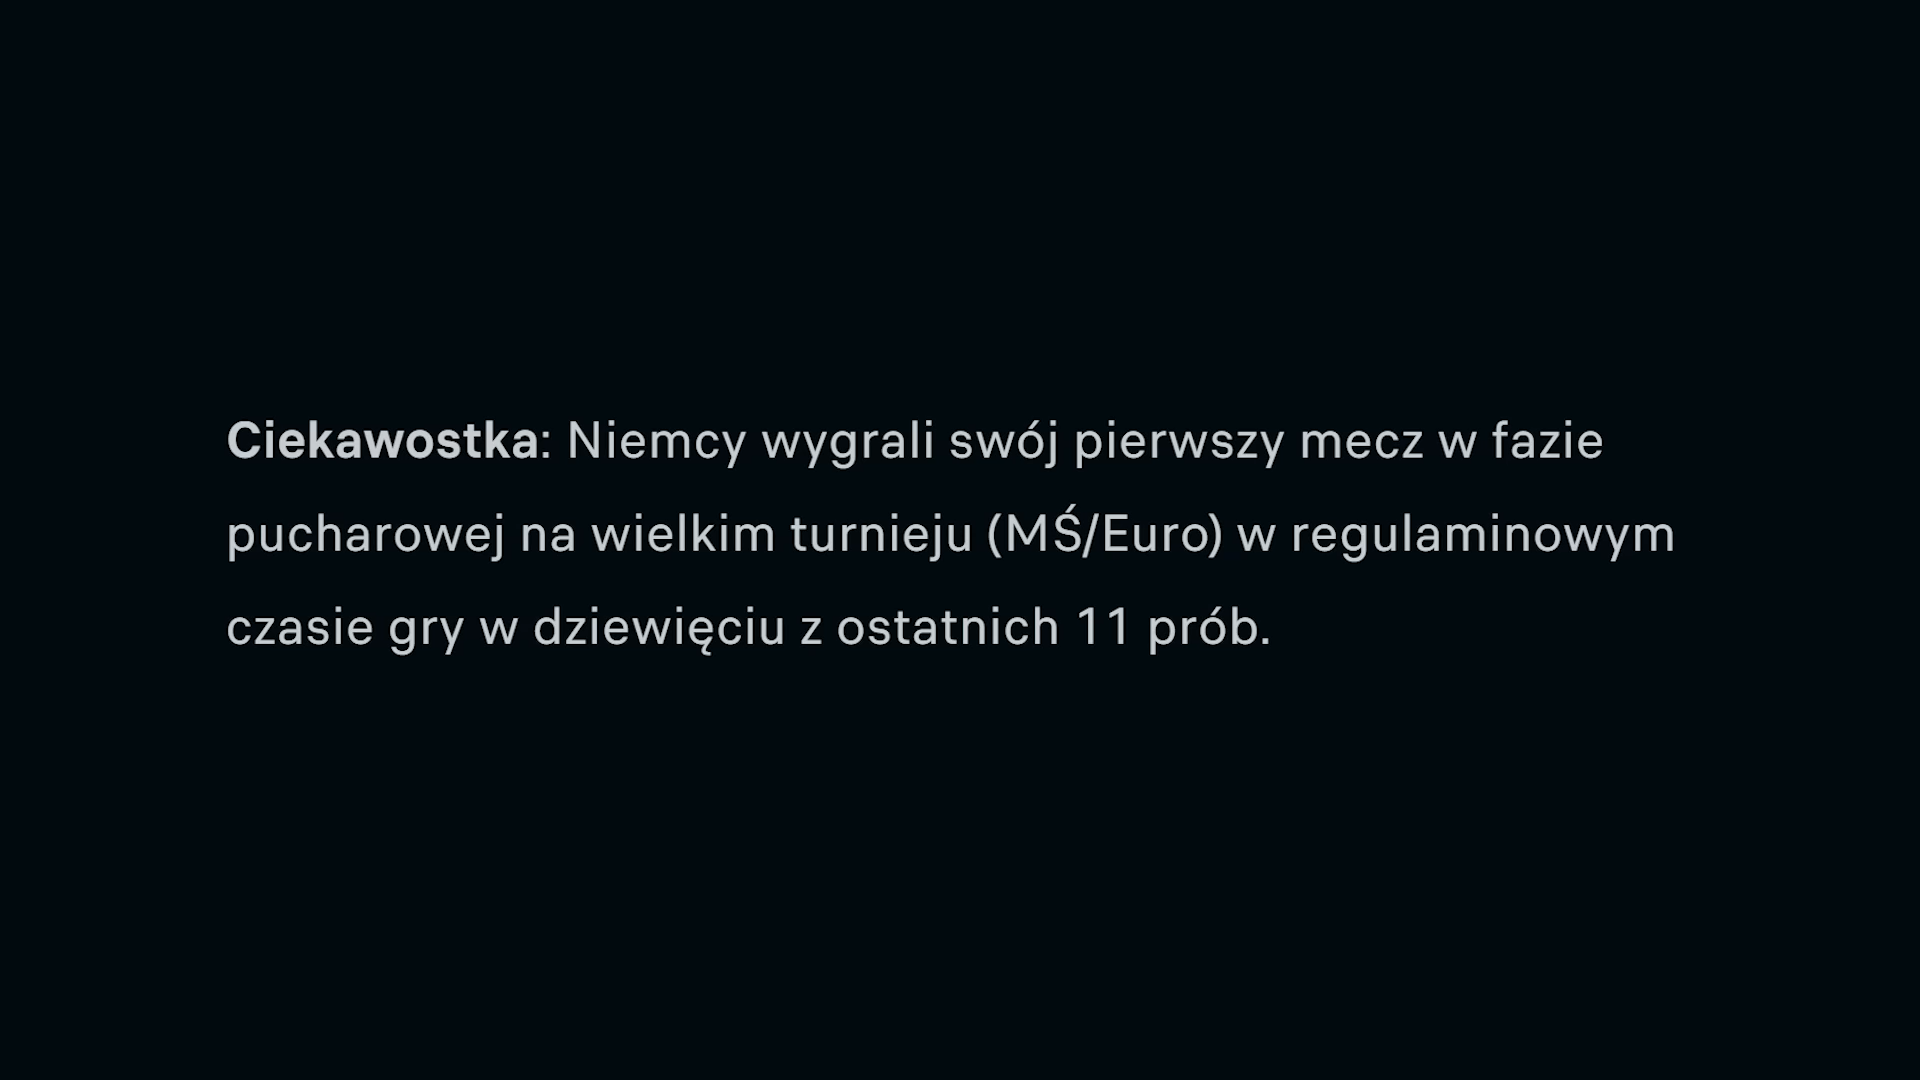 Ciekawostka: Niemcy wygrali swój pierwszy mecz w fazie
pucharowej na wielkim turnieju (MŚ/Euro) w regulaminowym
czasie gry w dziewięciu z ostatnich 11 prób.